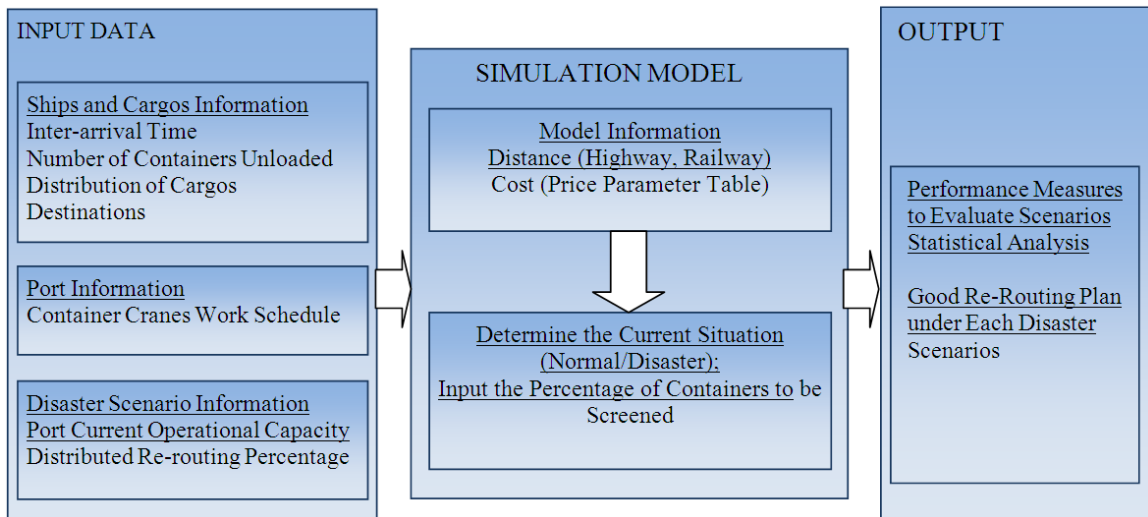 INPUT DATA
Ships and Cargos Information
Inter-arrival Time
Number of Containers Unloaded
Distribution of Cargos
Destinations
Port Information
Container Cranes Work Schedule
Disaster Scenario Information
Port Current Operational Capacity
Distributed Re-routing Percentage
SIMULATION MODEL
Model Information
Distance (Highway, Railway)
Cost (Price Parameter Table)
Determine the Current Situation
(Normal/Disaster);
Input the Percentage of Containers to be
Screened
OUTPUT
Performance Measures
to Evaluate Scenarios
Statistical Analysis
Good Re-Routing Plan
under Each Disaster
Scenarios